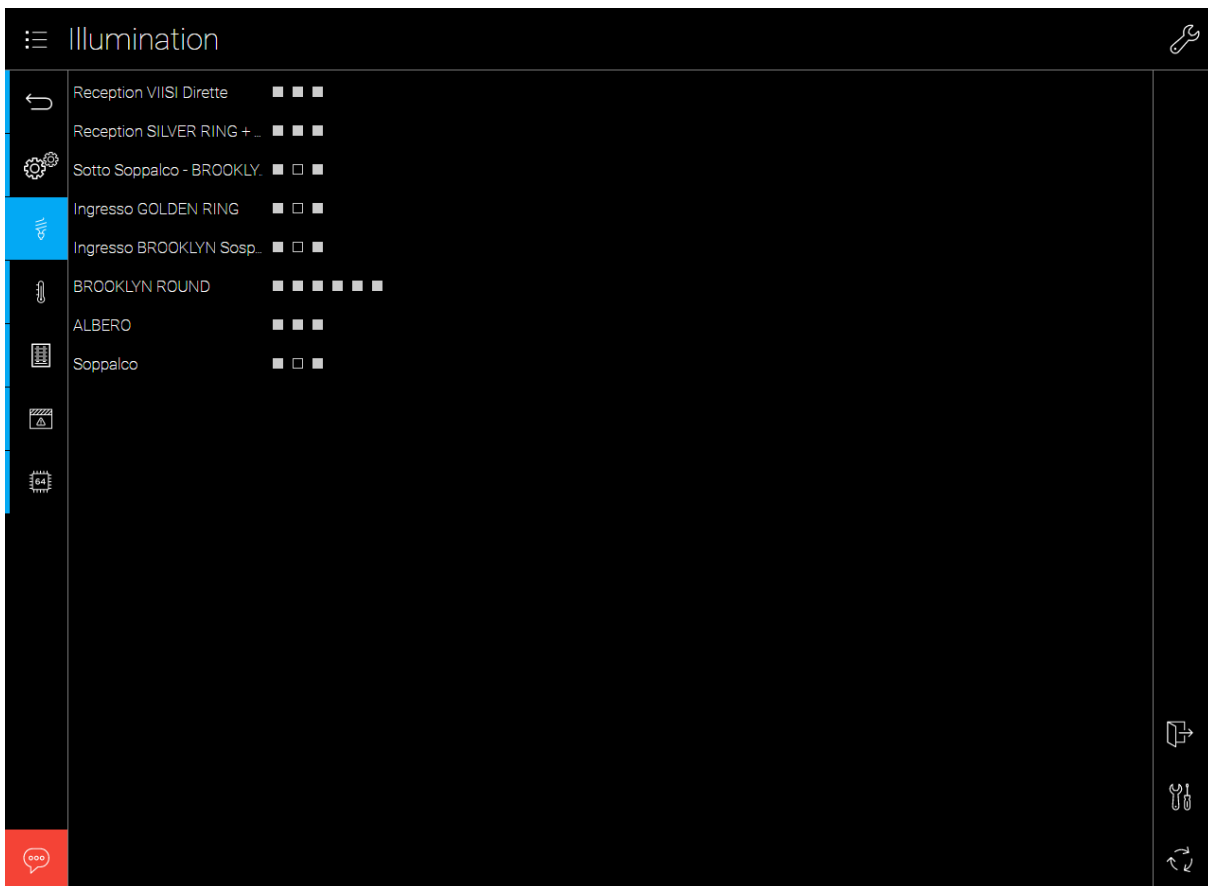 Illumination
Reception VIISI Dirette
Reception SILVER RING + ...
Sotto Soppalco - BROOKLY.
Ingresso GOLDEN RING
Ingresso BROOKLYN Sosp...
BROOKLYN ROUND
ALBERO
Soppalco
64